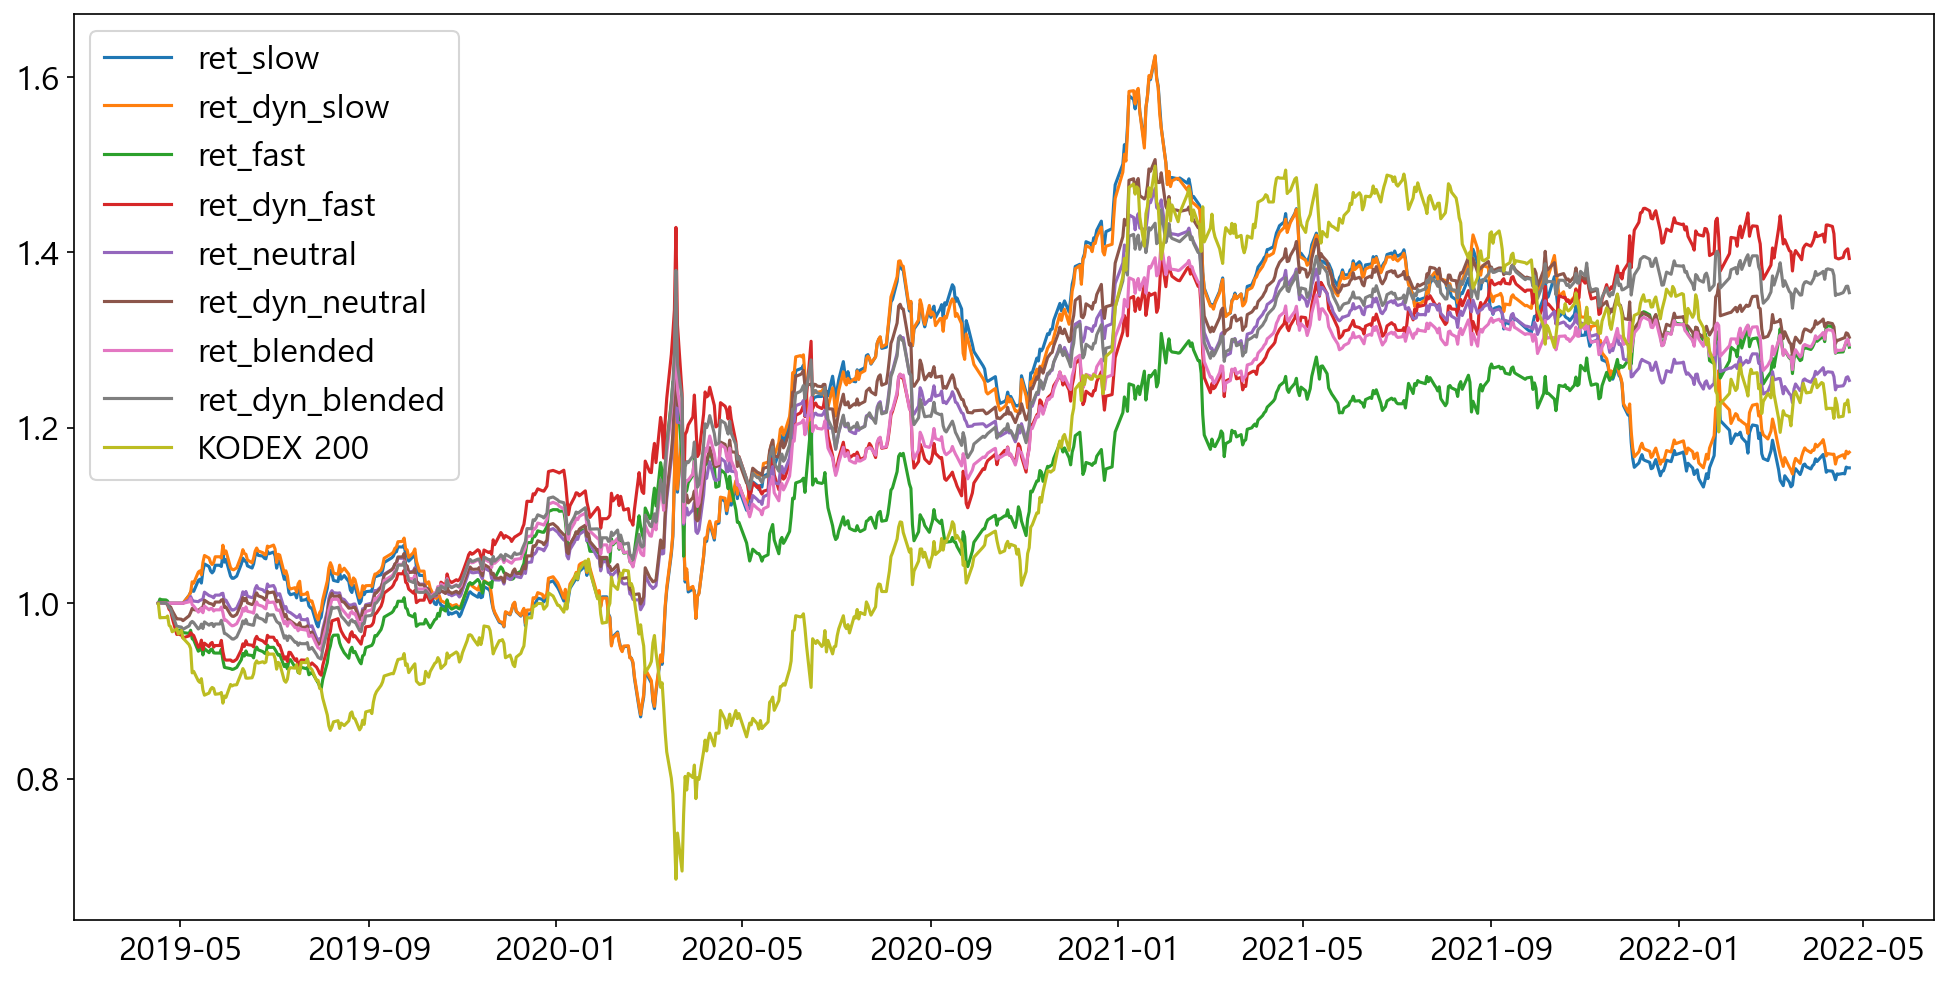 ret_slow
ret_dyn_slow
ret_fast
ret_dyn_fast
ret_neutral
ret_dyn_neutral
ret_blended
ret_dyn_blended
KODEX 200
1.6
1.4
1.2
1.0
0.8
2019-05 2019-09 2020-01 2020-05 2020-09 2021-01 2021-05 2021-09 2022-01 2022-05